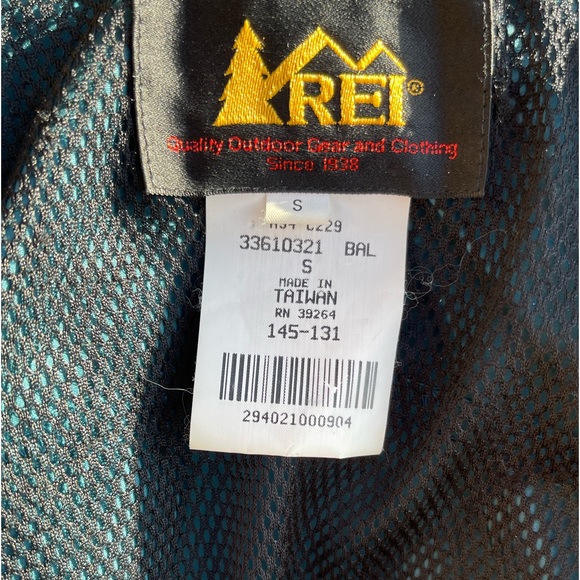 REI®
Quality Outdoor Gear and Clothing
Since 1938
S
33610321 BAL
S
MADE IN
TAIWAN
RN 39264
145-131
294021000904